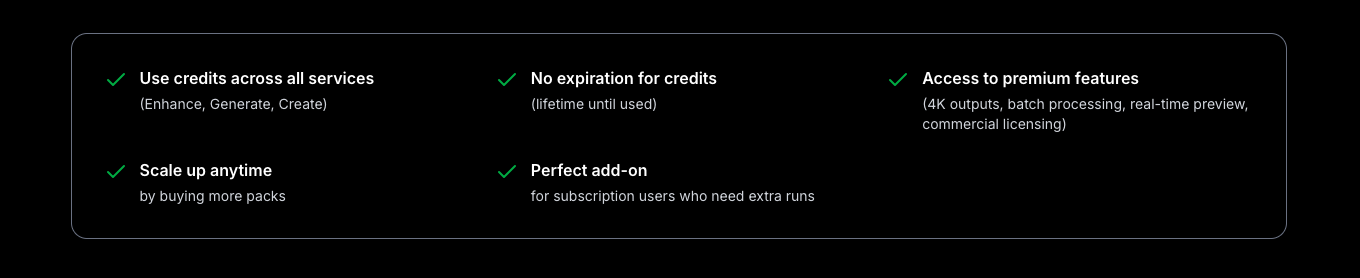 Use credits across all services
(Enhance, Generate, Create)
No expiration for credits
(lifetime until used)
Access to premium features
(4K outputs, batch processing, real-time preview,
commercial licensing)
Scale up anytime
by buying more packs
Perfect add-on
for subscription users who need extra runs